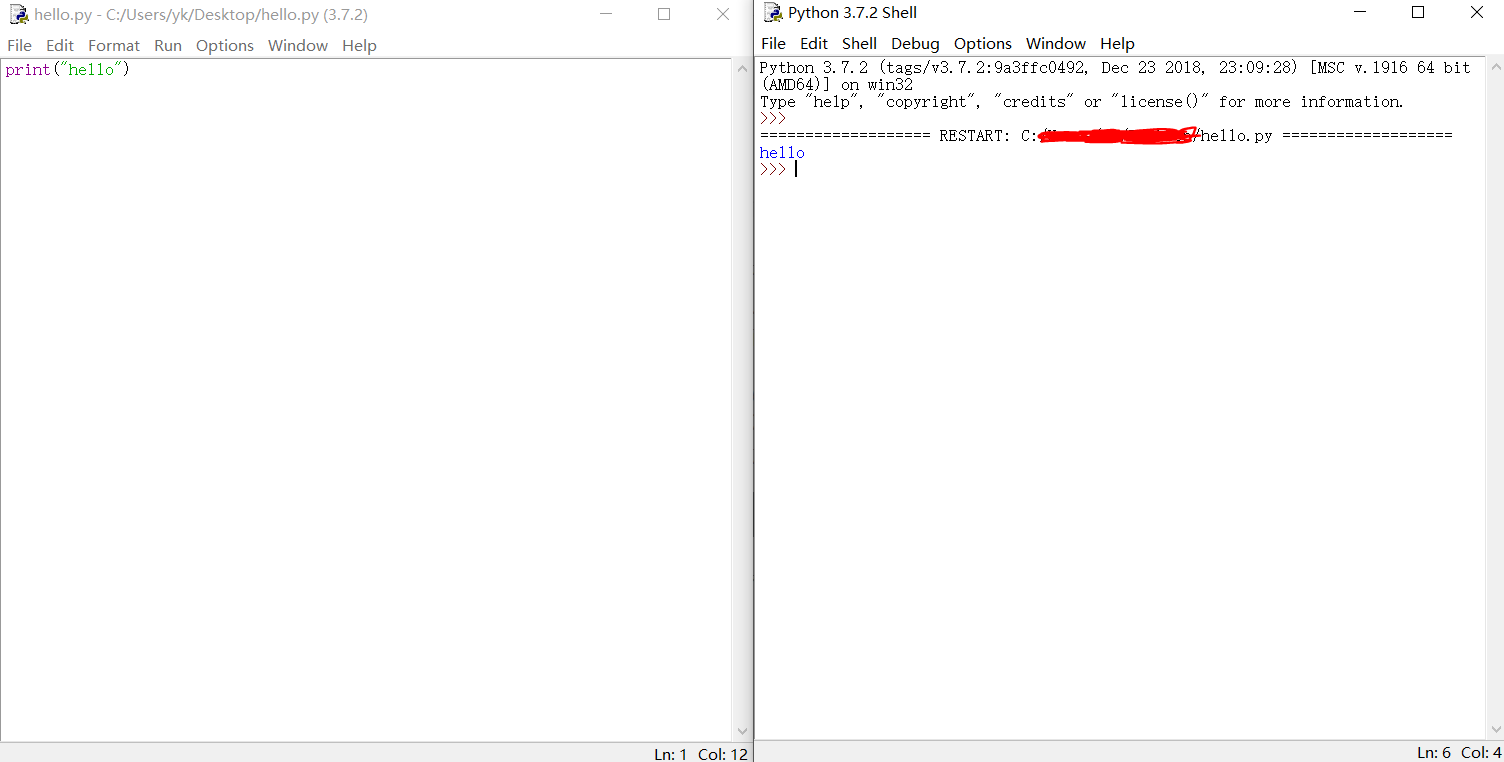 hello.py - C:/Users/yk/Desktop/hello.py (3.7.2)
File Edit Format Run Options Window Help
print("hello")
Ln: 1 Col: 12
Python 3.7.2 Shell
File Edit Shell Debug Options Window Help
Python 3.7.2 (tags/v3.7.2:9a3ffc0492, Dec 23 2018, 23:09:28) [MSC v.1916 64 bit
(AMD64)] on win32
Type "help", "copyright", "credits" or "license()" for more information.
>>>
=================== RESTART: C:/hello.py ===================
hello
>>>
Ln: 6 Col: 4